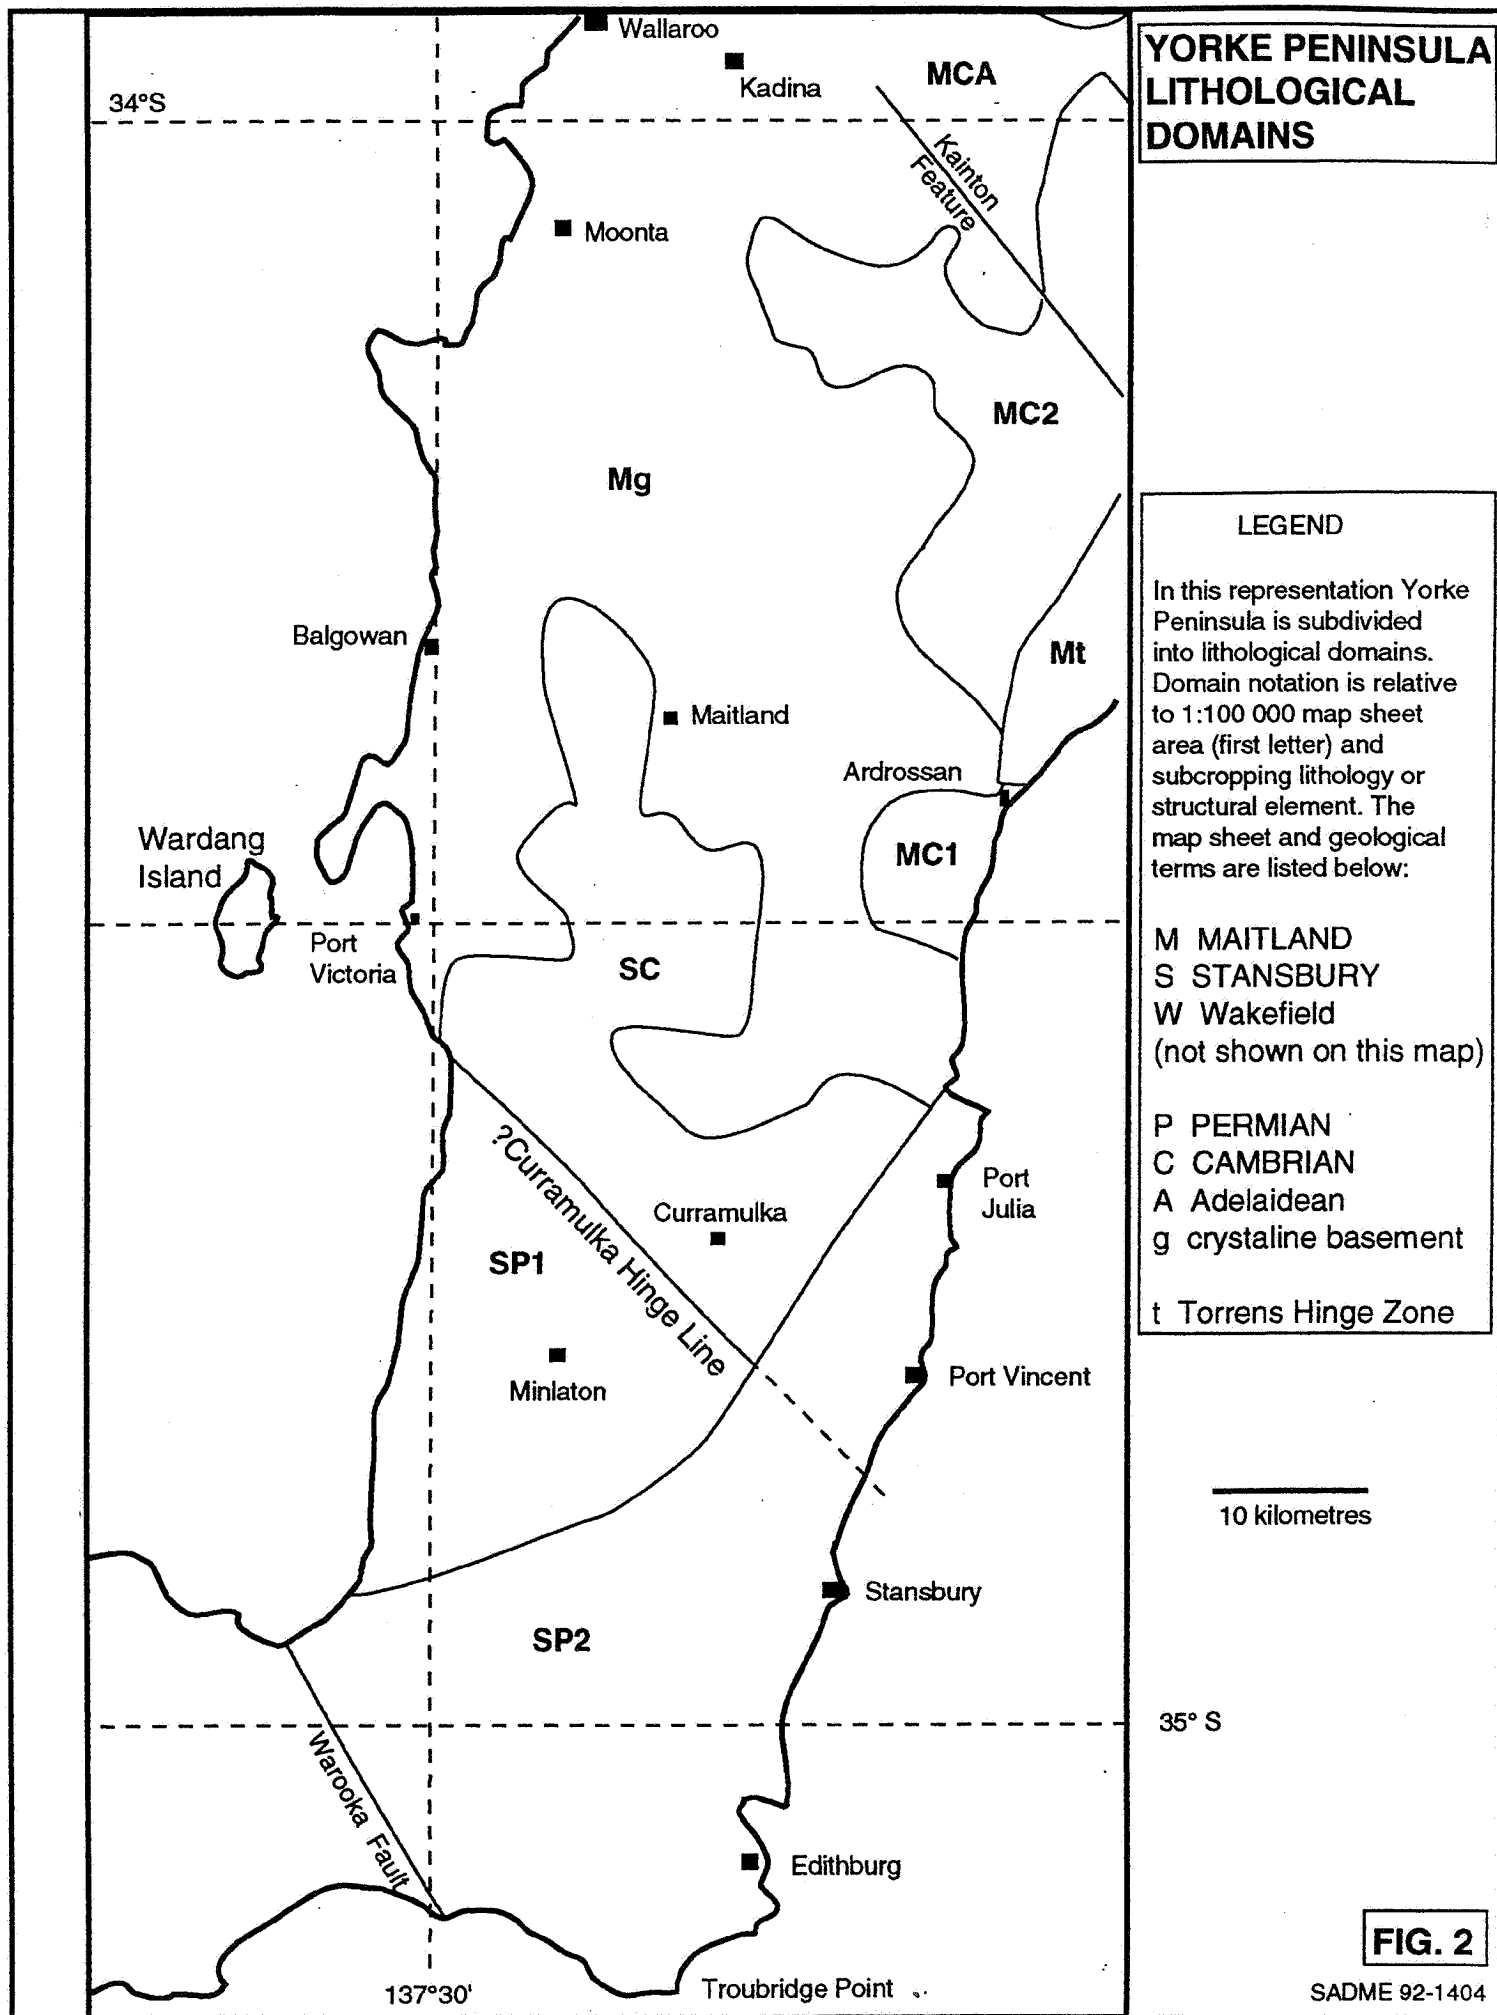 YORKE PENINSULA
LITHOLOGICAL
DOMAINS
Wallaroo
Kadina
MCA
34°S
Kainton
Feature
Moonta
MC2
Mg
Balgowan
Mt
Maitland
Ardrossan
Wardang
Island
MC1
Port
Victoria
SC
?Curramulka Hinge Line
Port
Julia
Curramulka
SP1
Minlaton
Port Vincent
Stansbury
SP2
35° S
Warooka Fault
Edithburg
137°30'
Troubridge Point
LEGEND
In this representation Yorke
Peninsula is subdivided
into lithological domains.
Domain notation is relative
to 1:100 000 map sheet
area (first letter) and
subcropping lithology or
structural element. The
map sheet and geological
terms are listed below:
M MAITLAND
S STANSBURY
W Wakefield
(not shown on this map)
P PERMIAN
C CAMBRIAN
A Adelaidean
g crystaline basement
t Torrens Hinge Zone
10 kilometres
FIG. 2
SADME 92-1404